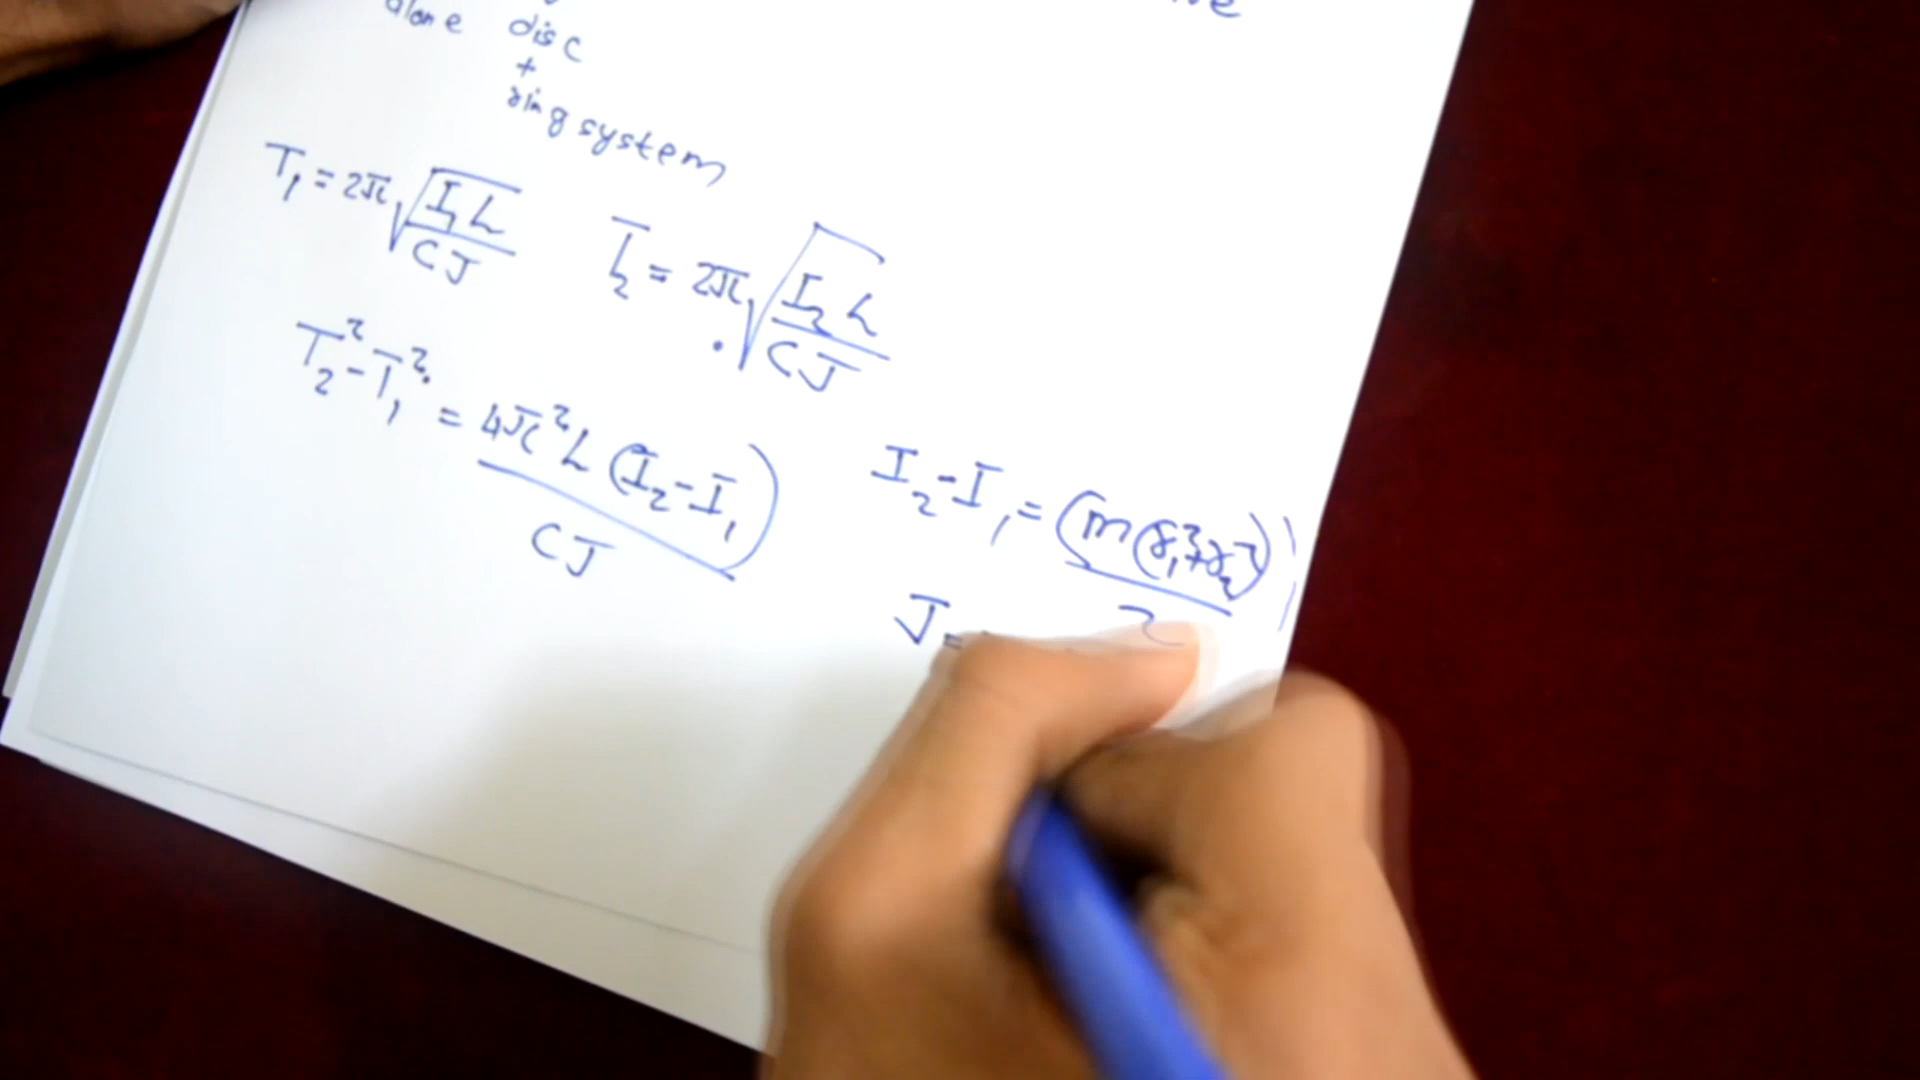 alone disc
+
ring system
T₁ = 2π√(I₁L/CJ) T₂ = 2π√(I₂L/CJ)
T₂² - T₁² = 4π²L (I₂ - I₁)/CJ
I₂ - I₁ = (m(r₁² + r₂²)/2)
J =